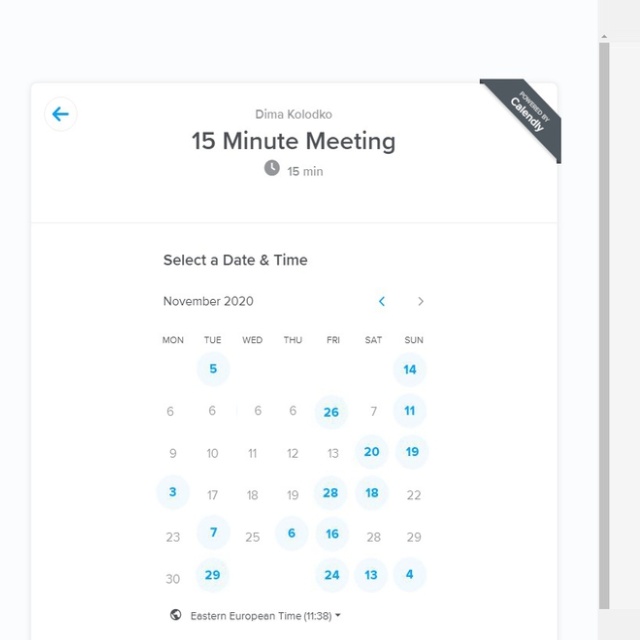 POWERED BY
Calendly
Dima Kolodko
15 Minute Meeting
15 min
Select a Date & Time
November 2020
MON TUE WED THU FRI SAT SUN
5 14
6 6 6 6 26 7 11
9 10 11 12 13 20 19
3 17 18 19 28 18 22
23 7 25 6 16 28 29
30 29 24 13 4
Eastern European Time (11:38)